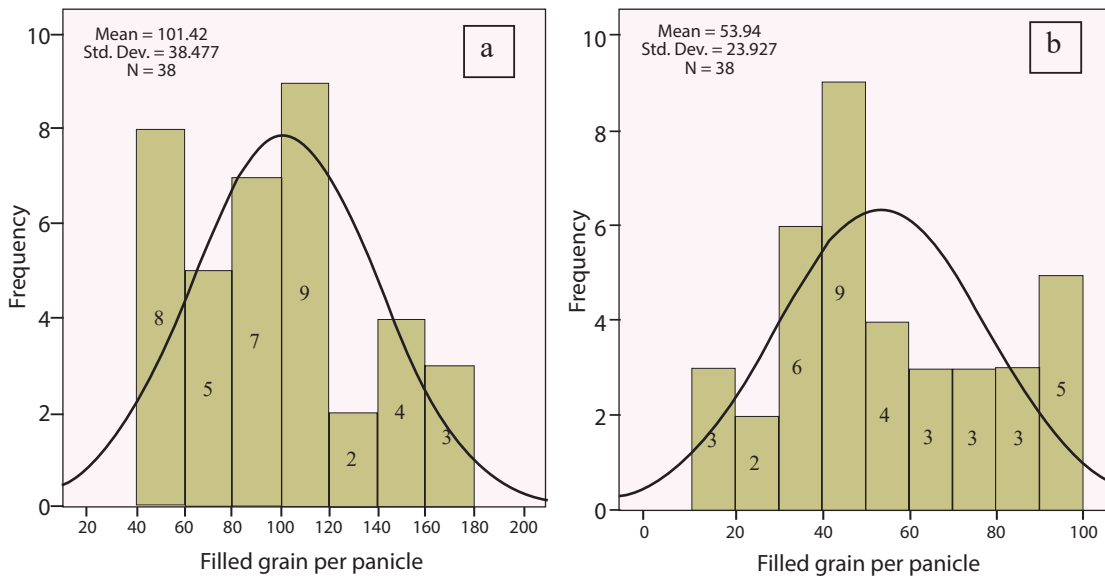 Mean = 101.42
Std. Dev. = 38.477
N = 38
a
10
8
6
4
2
0
Frequency
8
5
7
9
2
4
3
20 40 60 80 100 120 140 160 180 200
Filled grain per panicle
Mean = 53.94
Std. Dev. = 23.927
N = 38
b
10
8
6
4
2
0
Frequency
3
2
6
9
4
3
3
3
5
0 20 40 60 80 100
Filled grain per panicle